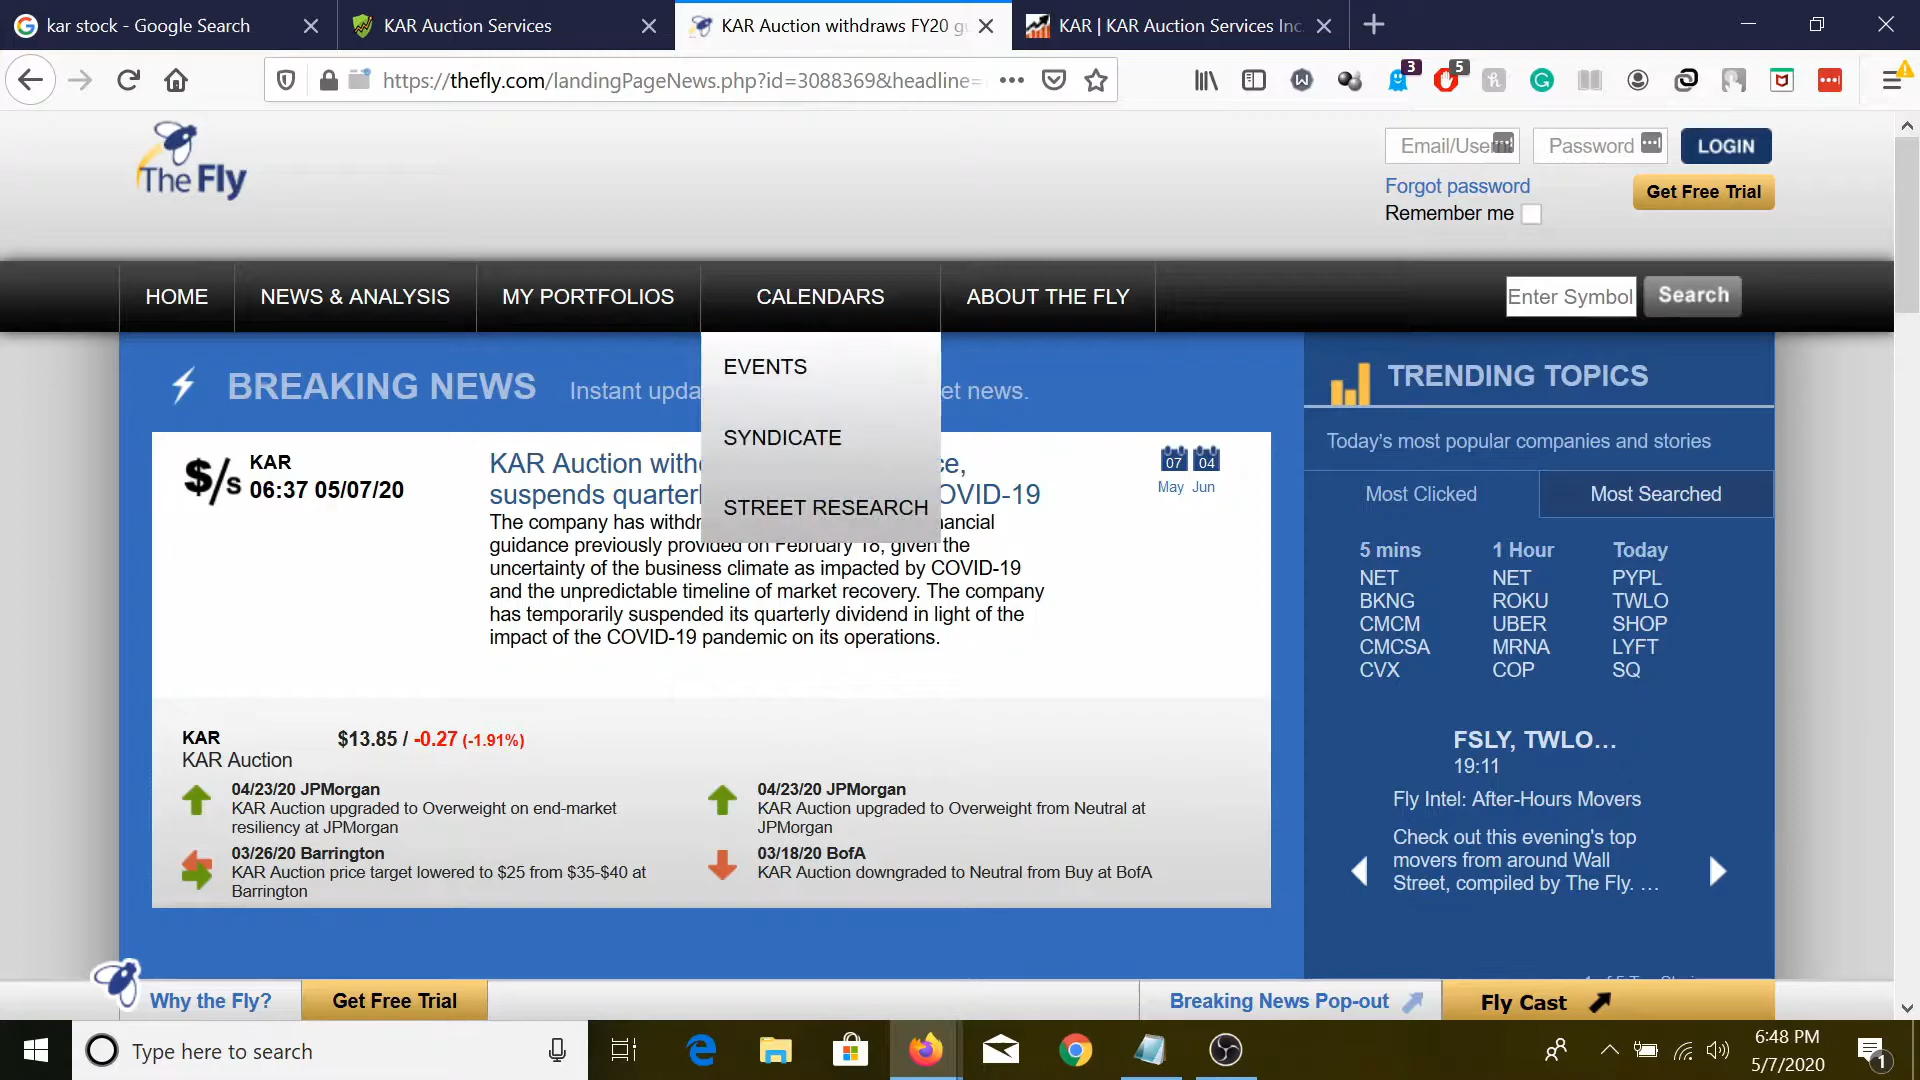 kar stock - Google Search
KAR Auction Services
KAR Auction withdraws FY20 g
KAR | KAR Auction Services Inc.
https://thefly.com/landingPageNews.php?id=3088369&headline=
3
5
The Fly
Email/User
Password
LOGIN
Forgot password
Get Free Trial
Remember me
HOME
NEWS & ANALYSIS
MY PORTFOLIOS
CALENDARS
ABOUT THE FLY
Enter Symbol
Search
EVENTS
SYNDICATE
STREET RESEARCH
BREAKING NEWS
Instant upda
et news.
TRENDING TOPICS
Today's most popular companies and stories
Most Clicked
Most Searched
$/s
KAR
06:37 05/07/20
KAR Auction with
ce,
suspends quarterl
OVID-19
07
04
May
Jun
The company has withdr
nancial
guidance previously provided on February 18, given the
uncertainty of the business climate as impacted by COVID-19
and the unpredictable timeline of market recovery. The company
has temporarily suspended its quarterly dividend in light of the
impact of the COVID-19 pandemic on its operations.
5 mins
1 Hour
Today
NET
NET
PYPL
BKNG
ROKU
TWLO
CMCM
UBER
SHOP
CMCSA
MRNA
LYFT
CVX
COP
SQ
KAR
$13.85 / -0.27 (-1.91%)
KAR Auction
04/23/20 JPMorgan
KAR Auction upgraded to Overweight on end-market
resiliency at JPMorgan
04/23/20 JPMorgan
KAR Auction upgraded to Overweight from Neutral at
JPMorgan
03/26/20 Barrington
KAR Auction price target lowered to $25 from $35-$40 at
Barrington
03/18/20 BofA
KAR Auction downgraded to Neutral from Buy at BofA
FSLY, TWLO...
19:11
Fly Intel: After-Hours Movers
Check out this evening's top
movers from around Wall
Street, compiled by The Fly. ...
Why the Fly?
Get Free Trial
Breaking News Pop-out
Fly Cast
Type here to search
6:48 PM
5/7/2020
1